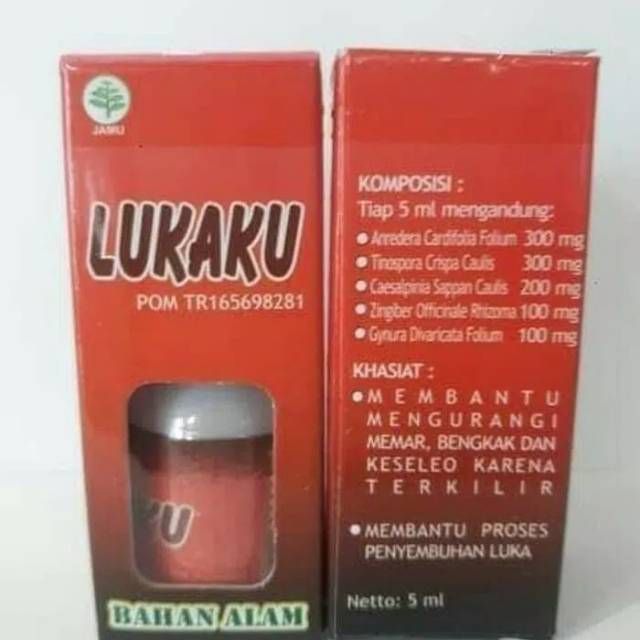 JAMU
LUKAKU
POM TR165698281
KU
BAHAN ALAM
KOMPOSISI :
Tiap 5 ml mengandung:
• Anredera Cardifolia Folium 300 mg
• Tinospora Crispa Caulis 300 mg
• Caesalpinia Sappan Caulis 200 mg
• Zingiber Officinale Rhizoma 100 mg
• Gynura Divaricata Folium 100 mg
KHASIAT :
• MEMBANTU
MENGURANGI
MEMAR, BENGKAK DAN
KESELEO KARENA
TERKILIR
• MEMBANTU PROSES
PENYEMBUHAN LUKA
Netto: 5 ml